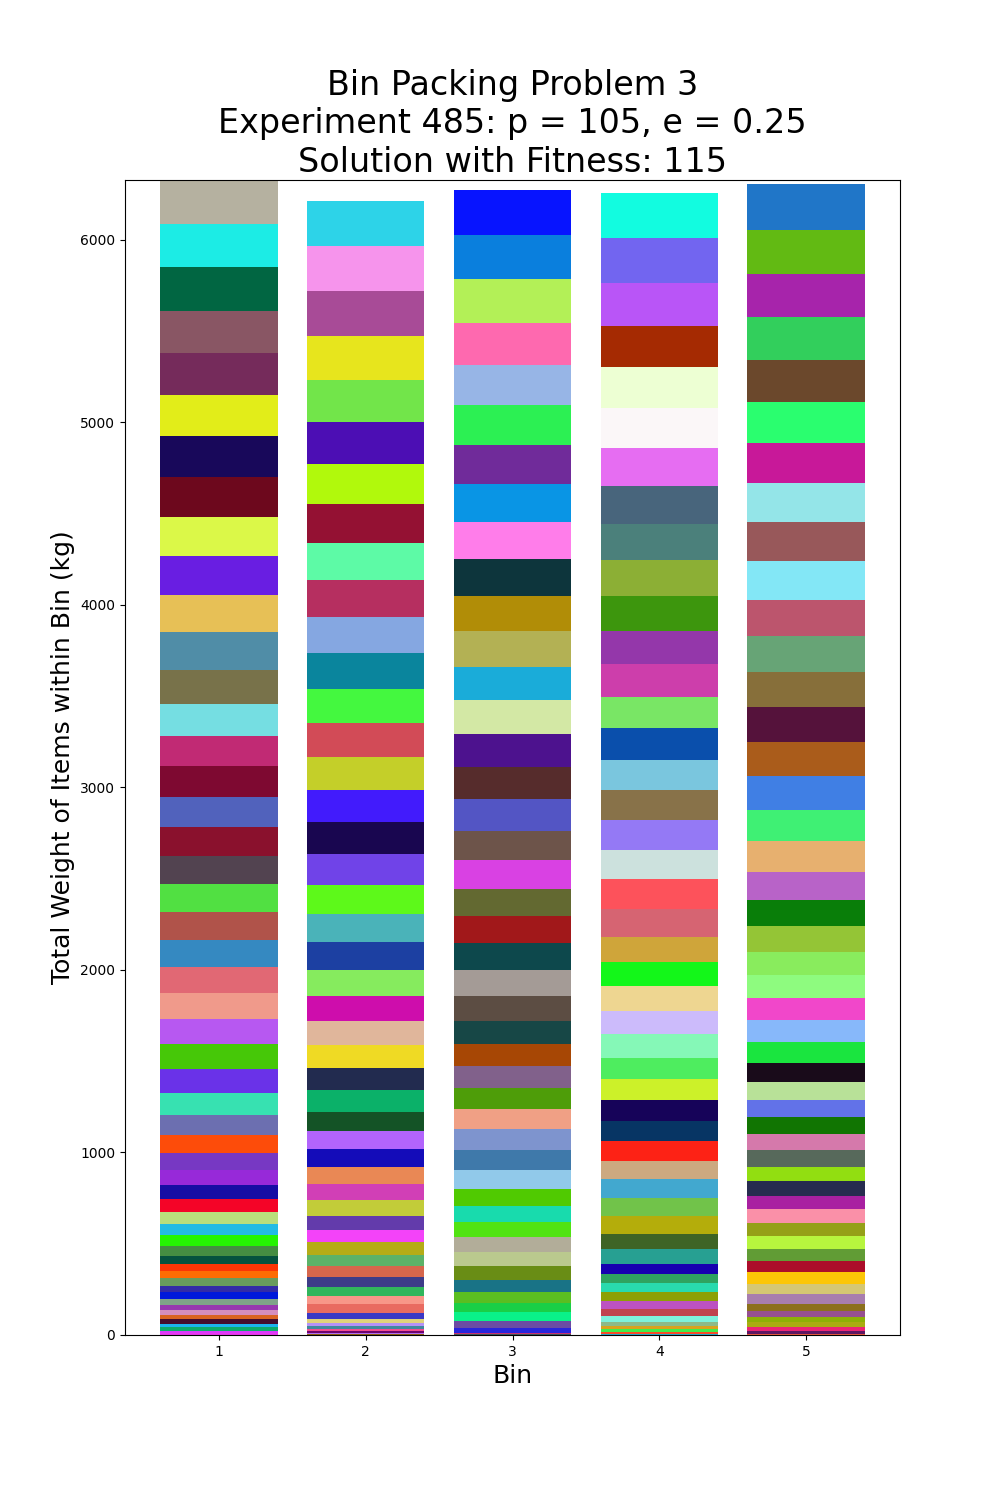 Bin Packing Problem 3
Experiment 485: p = 105, e = 0.25
Solution with Fitness: 115
Total Weight of Items within Bin (kg)
6000
5000
4000
3000
2000
1000
0
1 2 3 4 5
Bin